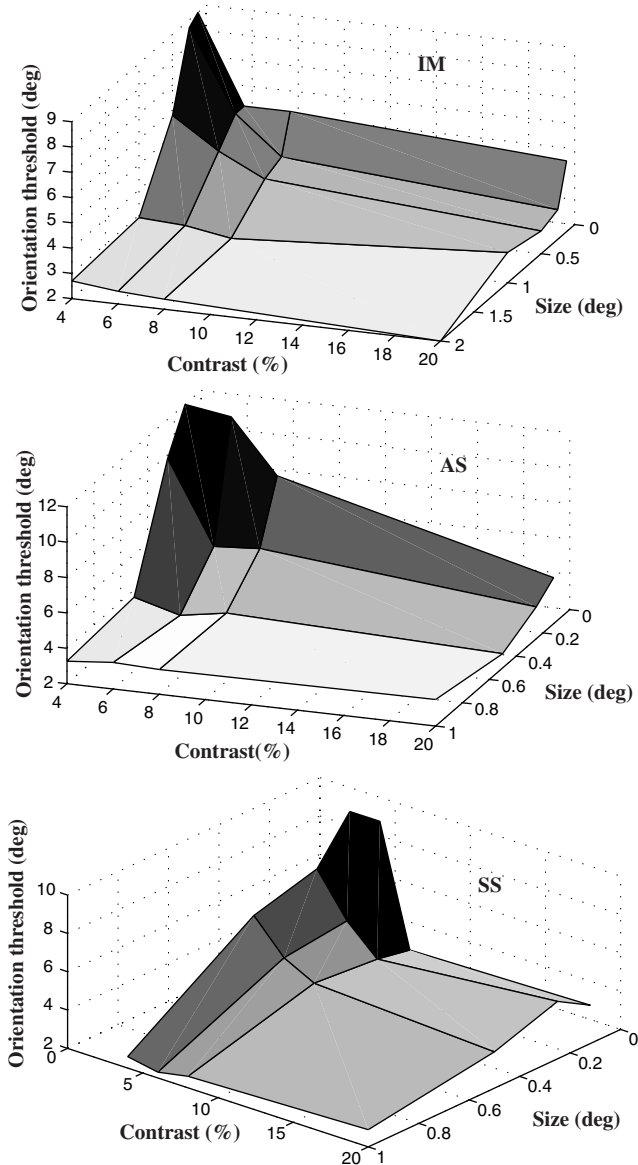 IM
Orientation threshold (deg)
9
8
7
6
5
4
3
2
4 6 8 10 12 14 16 18 20
Contrast (%)
0
0.5
1
1.5
2
Size (deg)
AS
Orientation threshold (deg)
12
10
8
6
4
2
4 6 8 10 12 14 16 18 20
Contrast(%)
0
0.2
0.4
0.6
0.8
1
Size (deg)
SS
Orientation threshold (deg)
10
8
6
4
2
0 5 10 15 20
Contrast (%)
0
0.2
0.4
0.6
0.8
1
Size (deg)